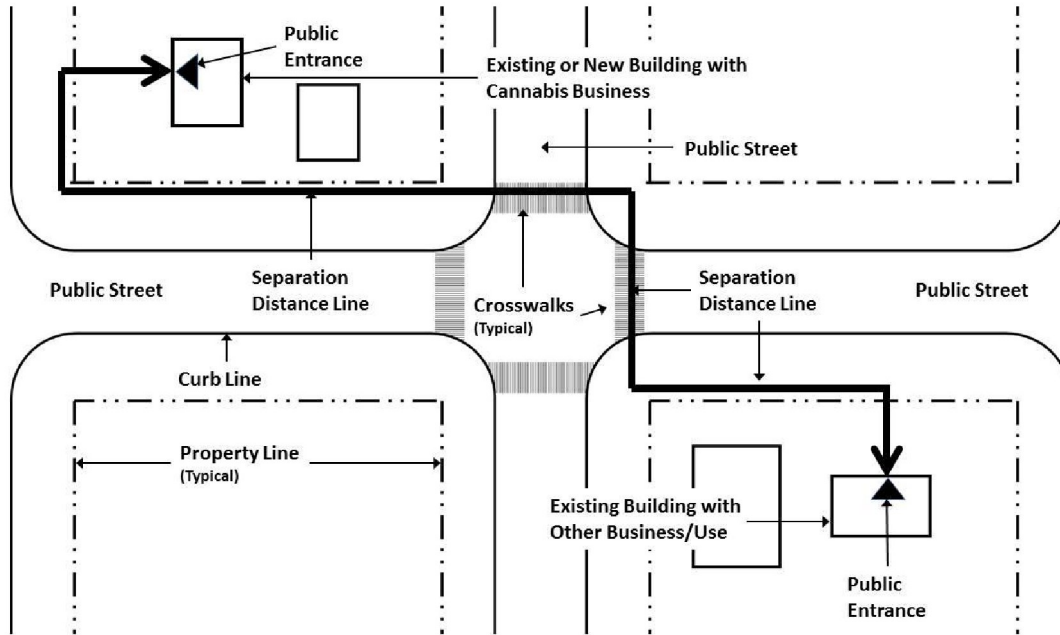 Public
Entrance
Existing or New Building with
Cannabis Business
Public Street
Public Street
Separation
Distance Line
Crosswalks
(Typical)
Separation
Distance Line
Public Street
Curb Line
Property Line
(Typical)
Existing Building with
Other Business/Use
Public
Entrance